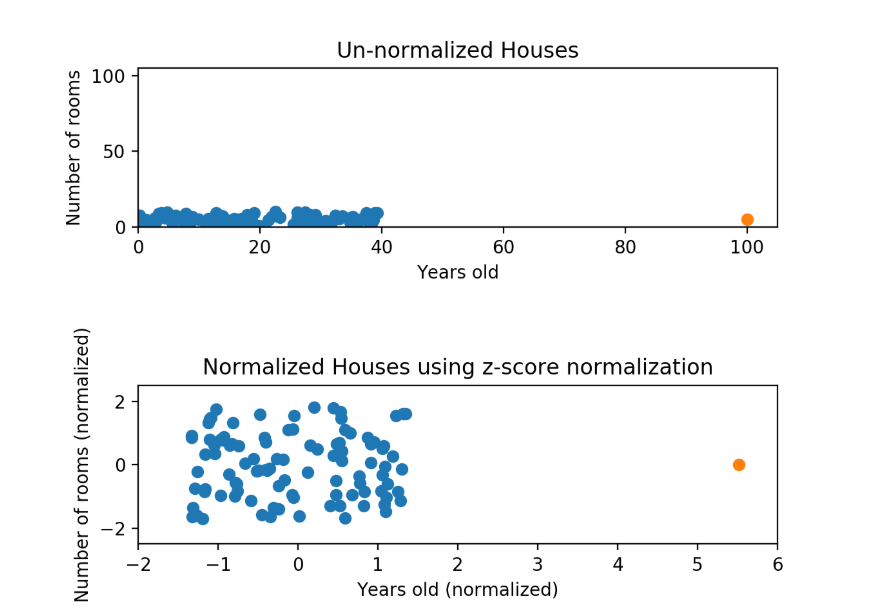 Un-normalized Houses
Number of rooms
100
50
0
0 20 40 60 80 100
Years old
Normalized Houses using z-score normalization
Number of rooms (normalized)
2
0
−2
−2 −1 0 1 2 3 4 5 6
Years old (normalized)